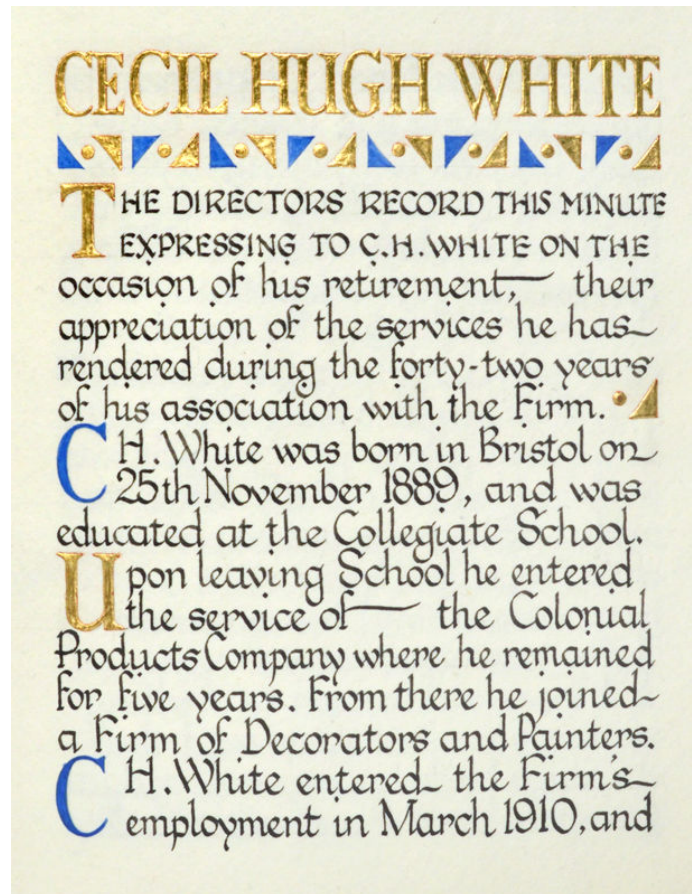 CECIL HUGH WHITE
THE DIRECTORS RECORD THIS MINUTE
EXPRESSING TO C.H.WHITE ON THE
occasion of his retirement, their
appreciation of the services he has
rendered during the forty-two years
of his association with the Firm.
C H.White was born in Bristol on
25th November 1889, and was
educated at the Collegiate School.
Upon leaving School he entered
the service of the Colonial
Products Company where he remained
for five years. From there he joined
a Firm of Decorators and Painters.
C H.White entered the Firm's
employment in March 1910, and